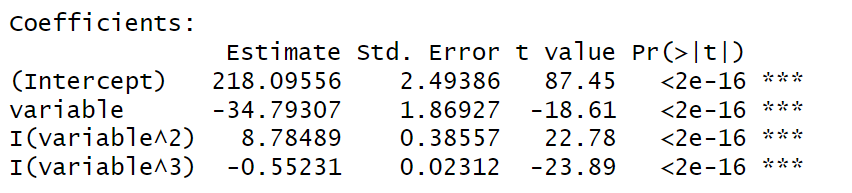 Coefficients:
Estimate Std. Error t value Pr(>|t|)
(Intercept) 218.09556 2.49386 87.45 <2e-16 ***
variable -34.79307 1.86927 -18.61 <2e-16 ***
I(variable^2) 8.78489 0.38557 22.78 <2e-16 ***
I(variable^3) -0.55231 0.02312 -23.89 <2e-16 ***